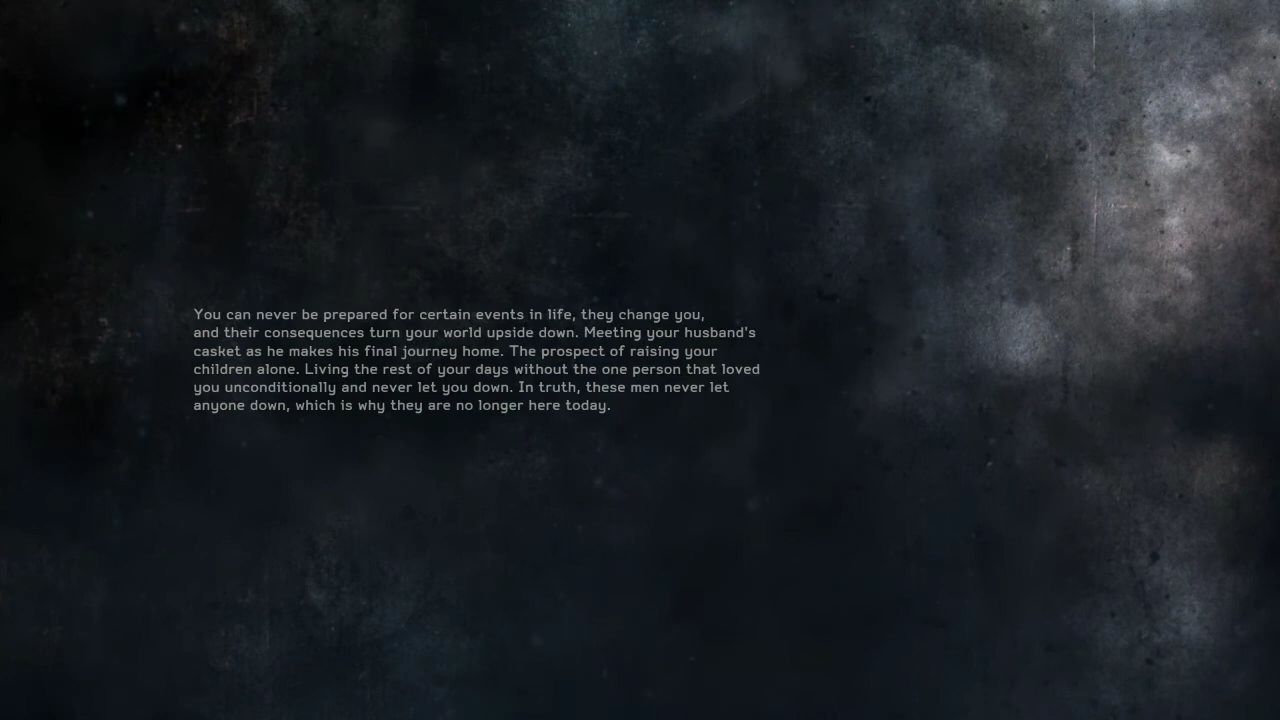 You can never be prepared for certain events in life, they change you,
and their consequences turn your world upside down. Meeting your husband's
casket as he makes his final journey home. The prospect of raising your
children alone. Living the rest of your days without the one person that loved
you unconditionally and never let you down. In truth, these men never let
anyone down, which is why they are no longer here today.